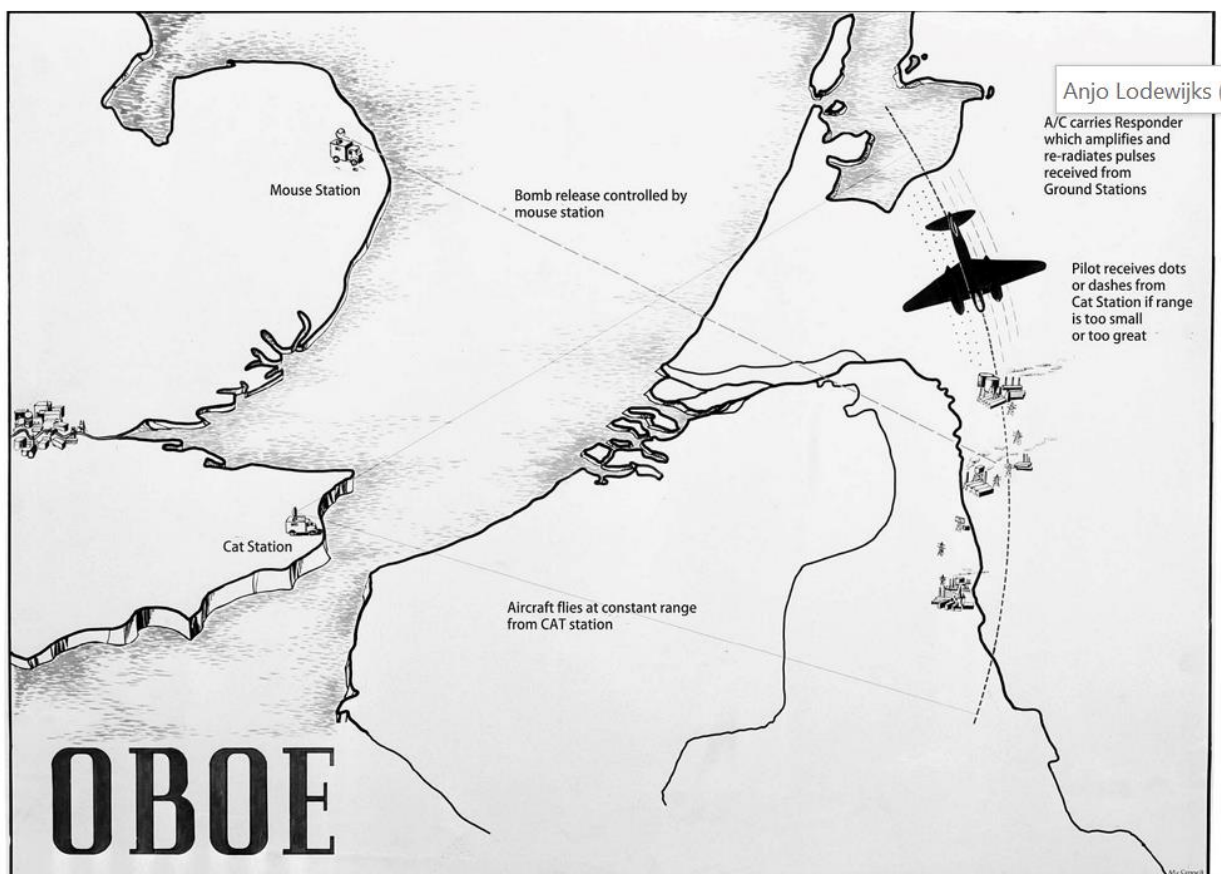 Anjo Lodewijks (
A/C carries Responder
which amplifies and
re-radiates pulses
received from
Ground Stations
Mouse Station
Bomb release controlled by
mouse station
Pilot receives dots
or dashes from
Cat Station if range
is too small
or too great
Cat Station
Aircraft flies at constant range
from CAT station
OBOE